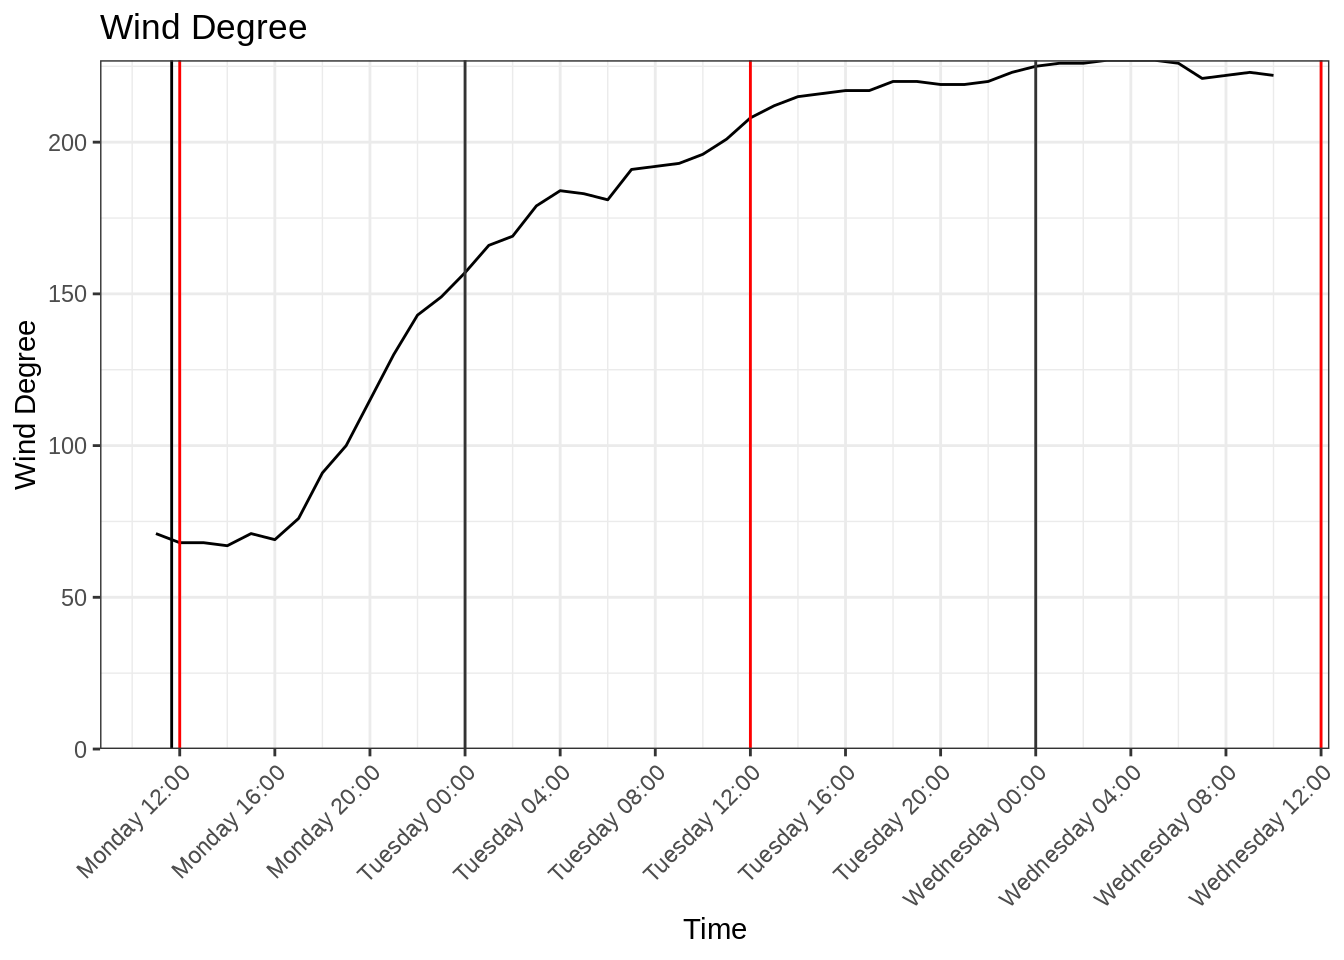 Wind Degree
Wind Degree
200
150
100
50
0
Monday 12:00
Monday 16:00
Monday 20:00
Tuesday 00:00
Tuesday 04:00
Tuesday 08:00
Tuesday 12:00
Tuesday 16:00
Tuesday 20:00
Wednesday 00:00
Wednesday 04:00
Wednesday 08:00
Wednesday 12:00
Time